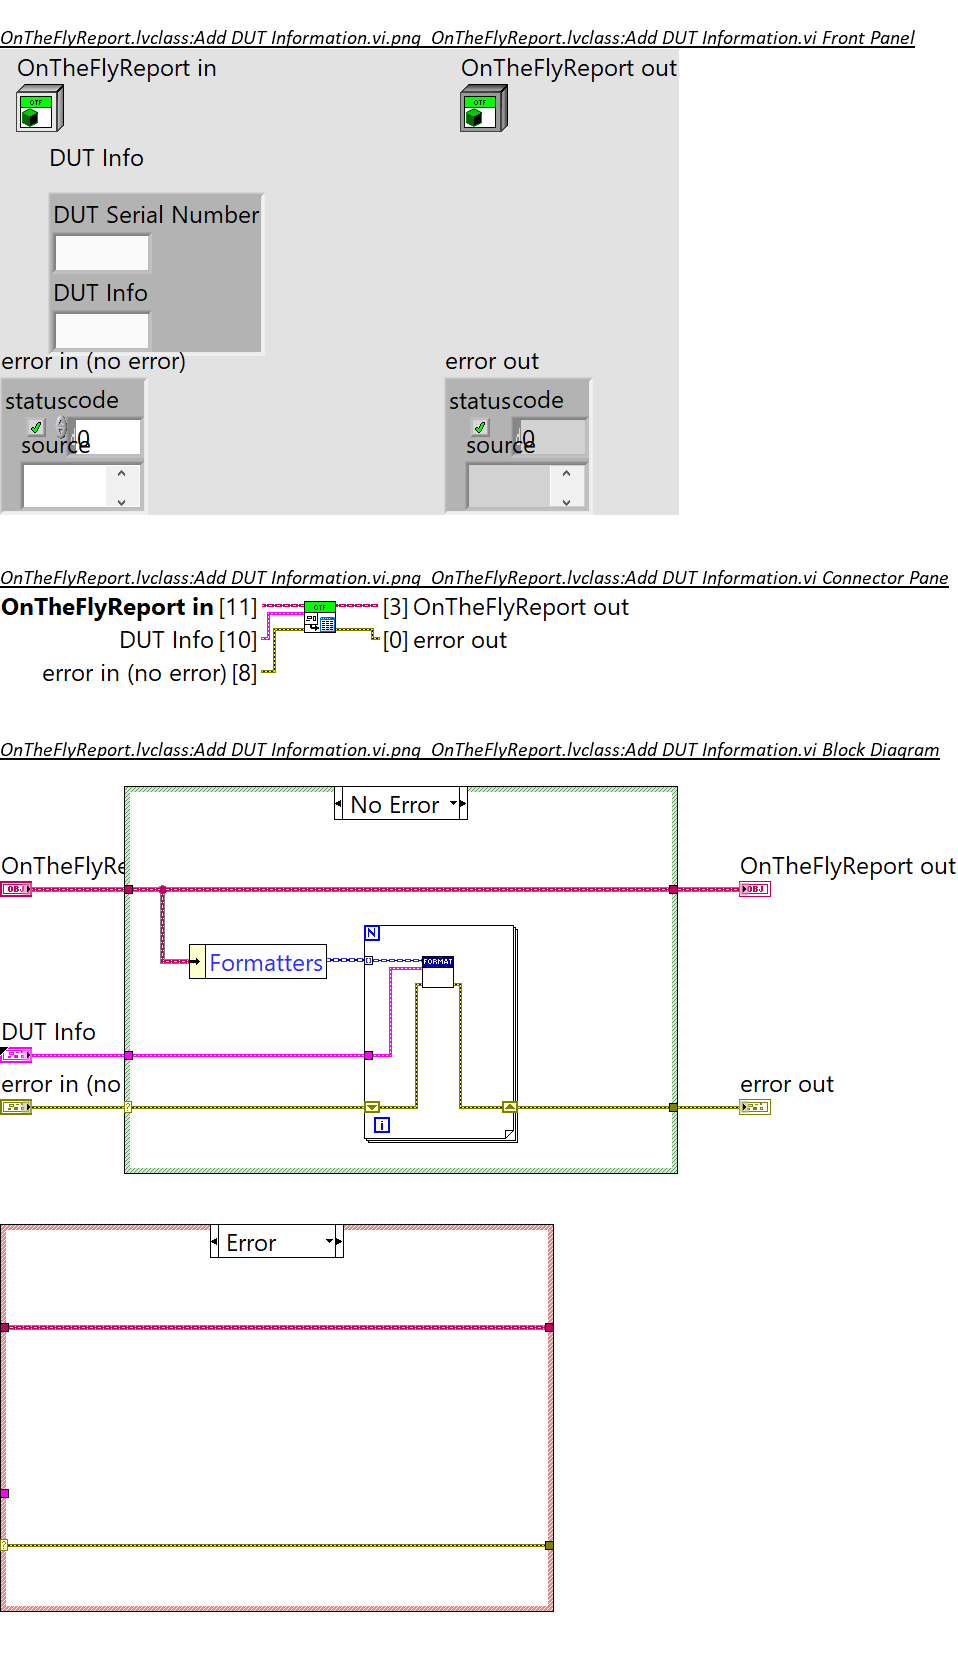 OnTheFlyReport.lvclass:Add DUT Information.vi.png OnTheFlyReport.lvclass:Add DUT Information.vi Front Panel
OnTheFlyReport in
OnTheFlyReport out
OTF
OTF
DUT Info
DUT Serial Number
DUT Info
error in (no error)
error out
status code
status code
0
0
source
source
OnTheFlyReport.lvclass:Add DUT Information.vi.png OnTheFlyReport.lvclass:Add DUT Information.vi Connector Pane
OnTheFlyReport in [11]
OTF
[3] OnTheFlyReport out
DUT Info [10]
[0] error out
error in (no error) [8]
OnTheFlyReport.lvclass:Add DUT Information.vi.png OnTheFlyReport.lvclass:Add DUT Information.vi Block Diagram
No Error
OnTheFlyRe
OnTheFlyReport out
OBJ
OBJ
N
Formatters
FORMAT
DUT Info
error in (no
error out
?
i
Error
?